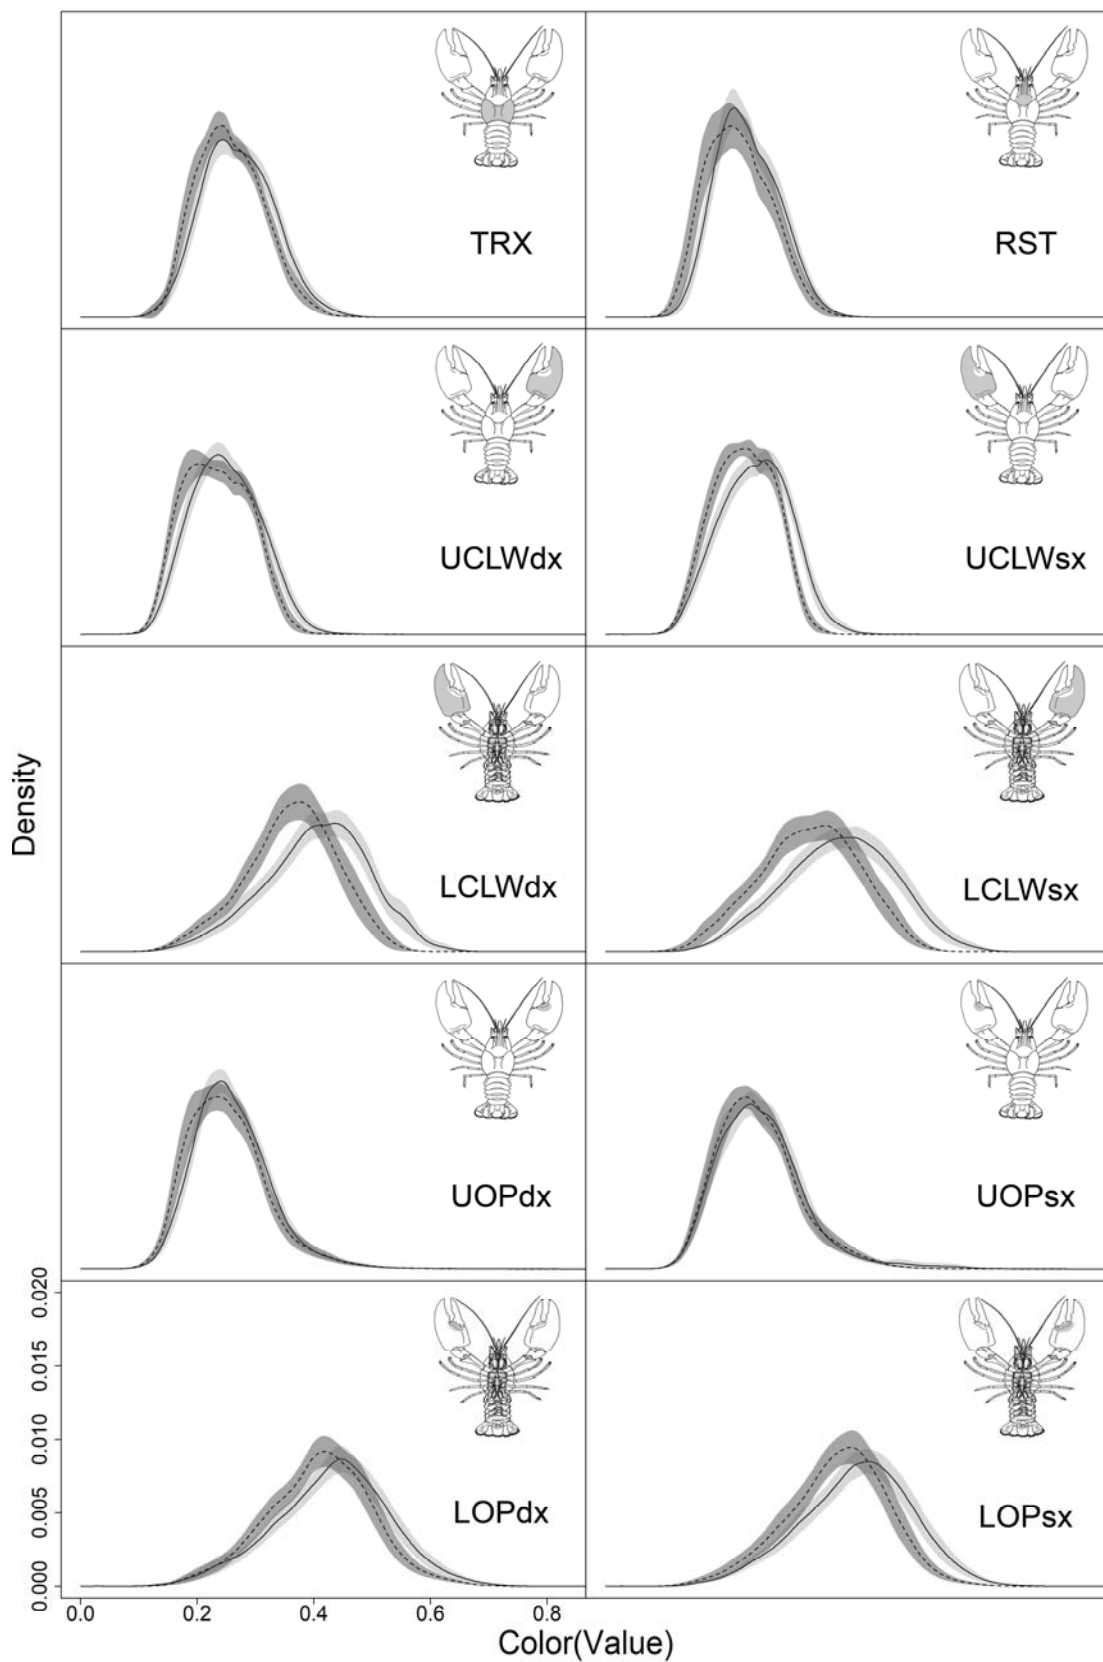 TRX
RST
UCLWdx
UCLWsx
Density
LCLWdx
LCLWsx
UOPdx
UOPsx
0.020
0.015
0.010
0.005
0.000
LOPdx
LOPsx
0.0 0.2 0.4 0.6 0.8
Color(Value)